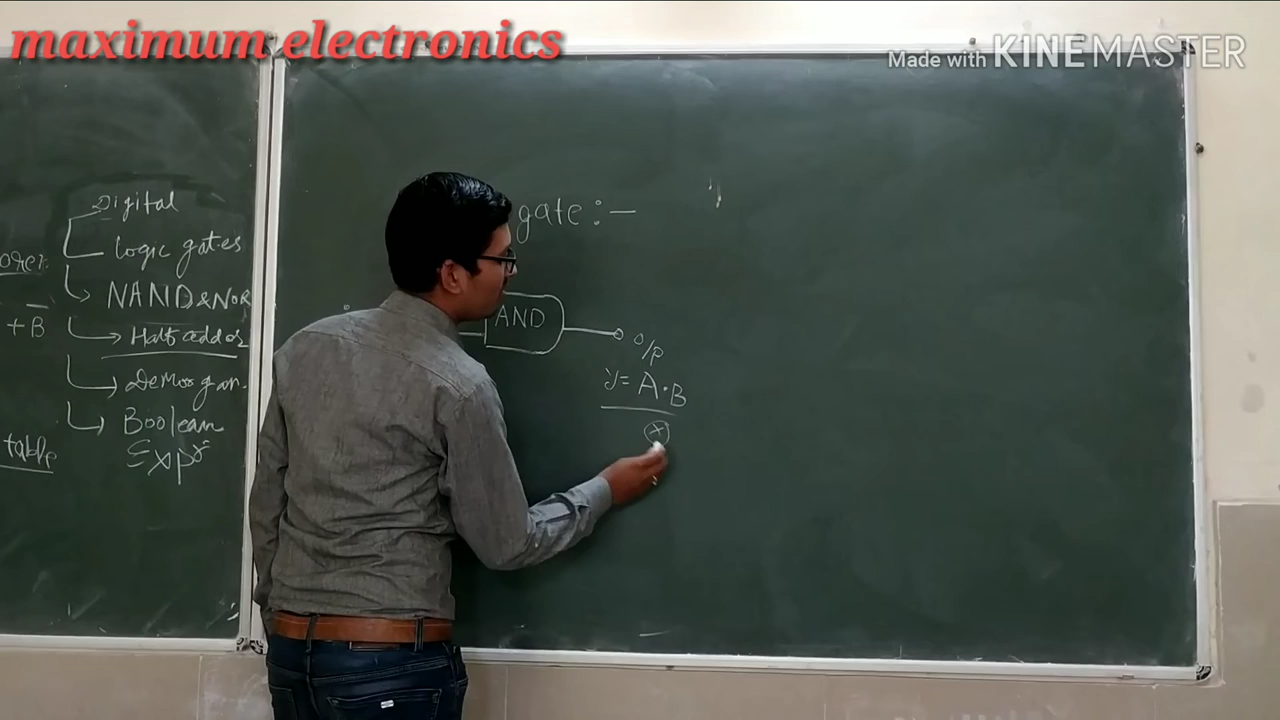 maximum electronics
Made with KINEMASTER
Digital
Logic gates
NAND & NOR
Half adder
Demorgan.
Boolean
Expr
+ B̅
table
gate :-
AND
o/p
Y = A . B
x